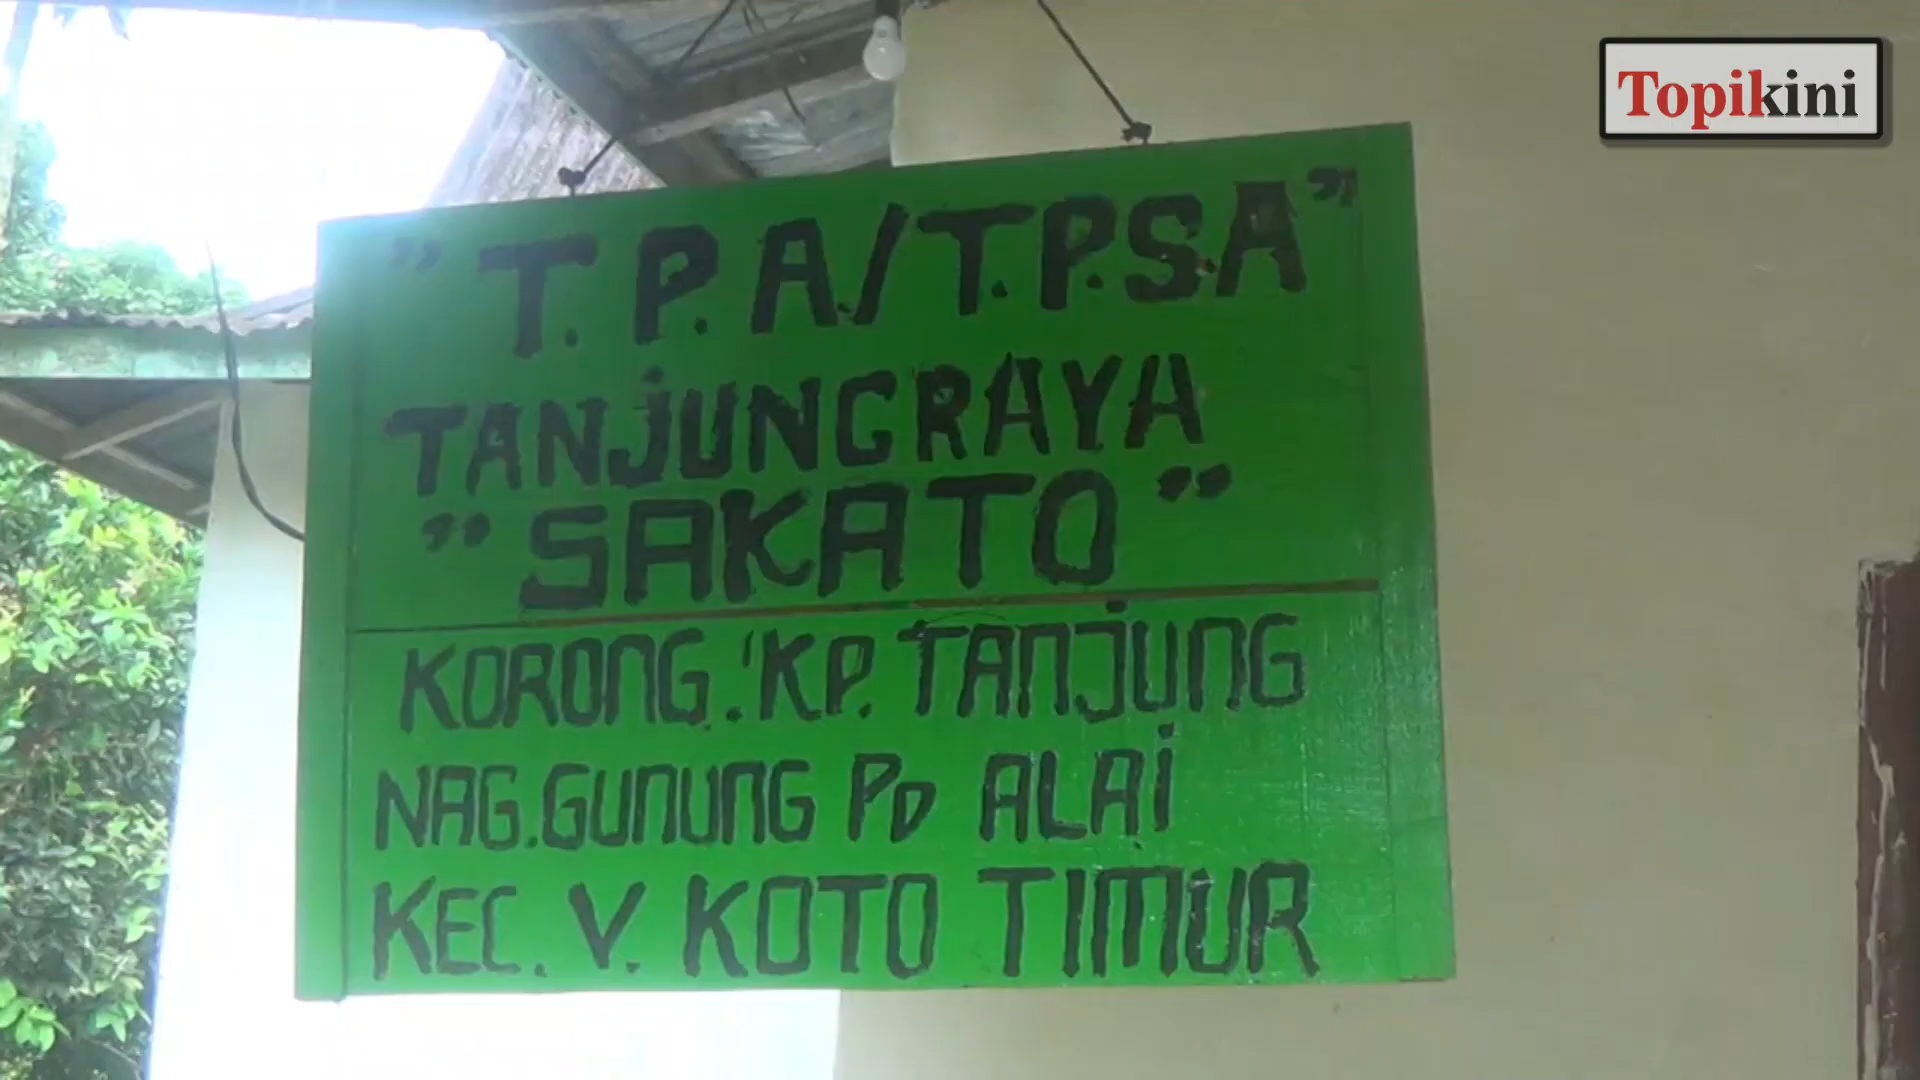 Topikini
"T.P.A/T.P.S.A"
TANJUNGRAYA
"SAKATO"
KORONG.'KP. TANJUNG
NAG.GUNUNG PD ALAI
KEC. V. KOTO TIMUR